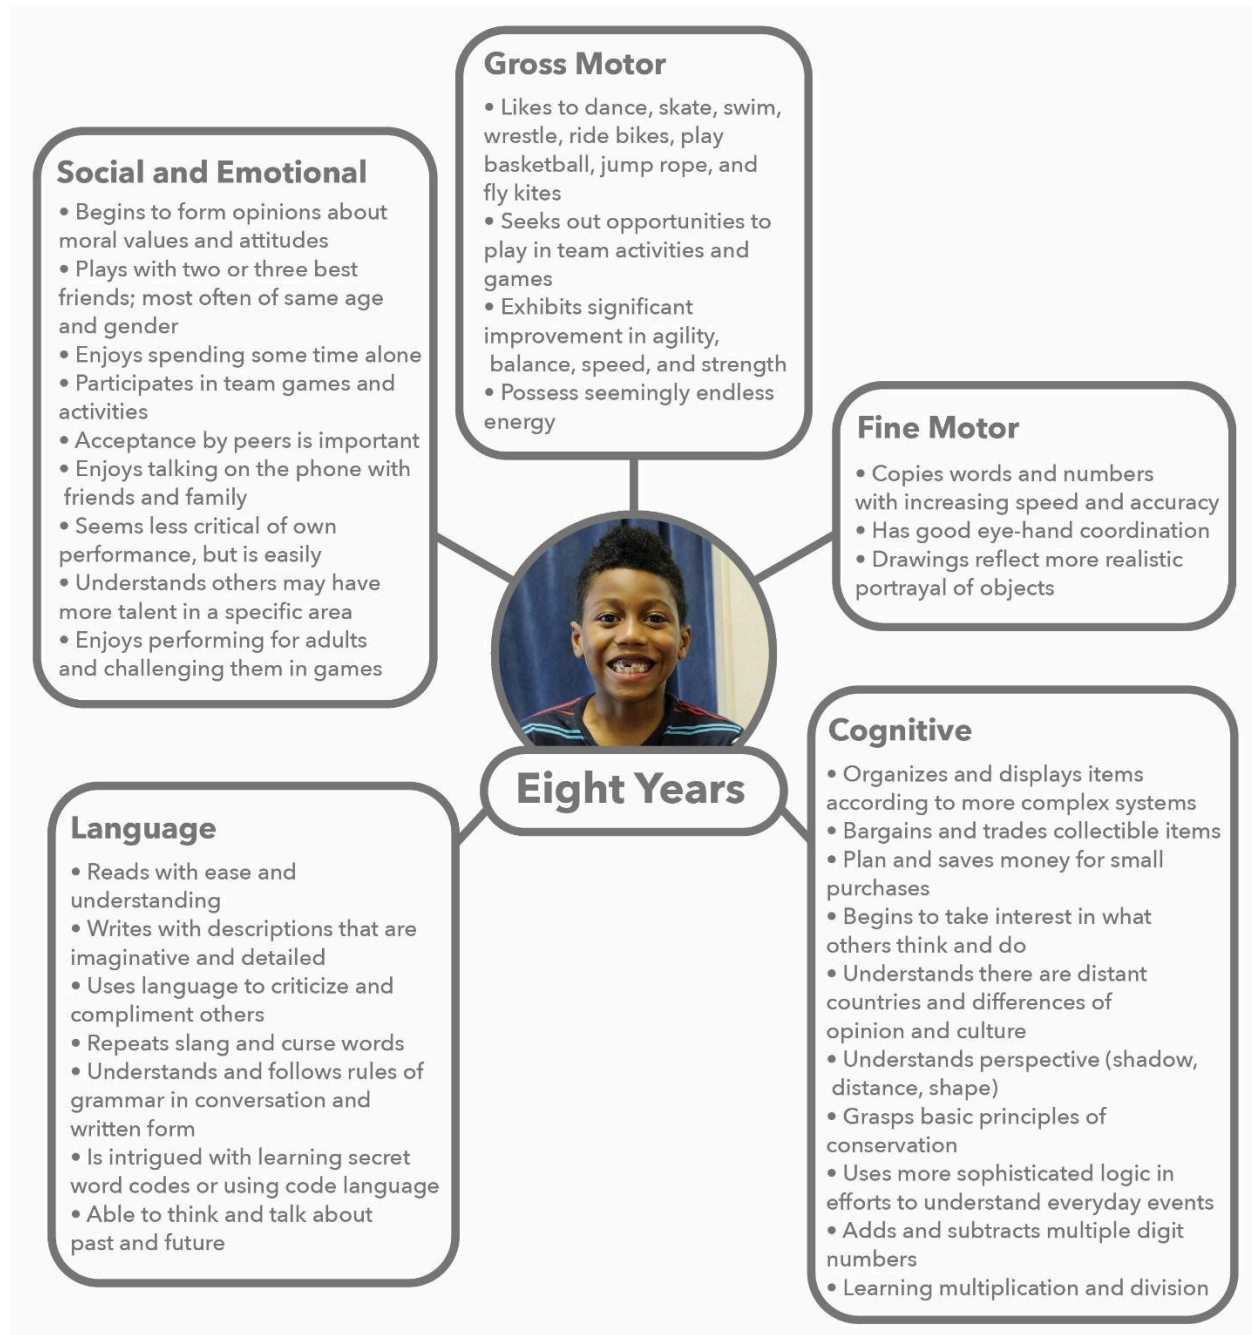 Gross Motor
• Likes to dance, skate, swim,
wrestle, ride bikes, play
basketball, jump rope, and
fly kites
• Seeks out opportunities to
play in team activities and
games
• Exhibits significant
improvement in agility,
balance, speed, and strength
• Possess seemingly endless
energy
Social and Emotional
• Begins to form opinions about
moral values and attitudes
• Plays with two or three best
friends; most often of same age
and gender
• Enjoys spending some time alone
• Participates in team games and
activities
• Acceptance by peers is important
• Enjoys talking on the phone with
friends and family
• Seems less critical of own
performance, but is easily
• Understands others may have
more talent in a specific area
• Enjoys performing for adults
and challenging them in games
Fine Motor
• Copies words and numbers
with increasing speed and accuracy
• Has good eye-hand coordination
• Drawings reflect more realistic
portrayal of objects
Eight Years
Language
• Reads with ease and
understanding
• Writes with descriptions that are
imaginative and detailed
• Uses language to criticize and
compliment others
• Repeats slang and curse words
• Understands and follows rules of
grammar in conversation and
written form
• Is intrigued with learning secret
word codes or using code language
• Able to think and talk about
past and future
Cognitive
• Organizes and displays items
according to more complex systems
• Bargains and trades collectible items
• Plan and saves money for small
purchases
• Begins to take interest in what
others think and do
• Understands there are distant
countries and differences of
opinion and culture
• Understands perspective (shadow,
distance, shape)
• Grasps basic principles of
conservation
• Uses more sophisticated logic in
efforts to understand everyday events
• Adds and subtracts multiple digit
numbers
• Learning multiplication and division